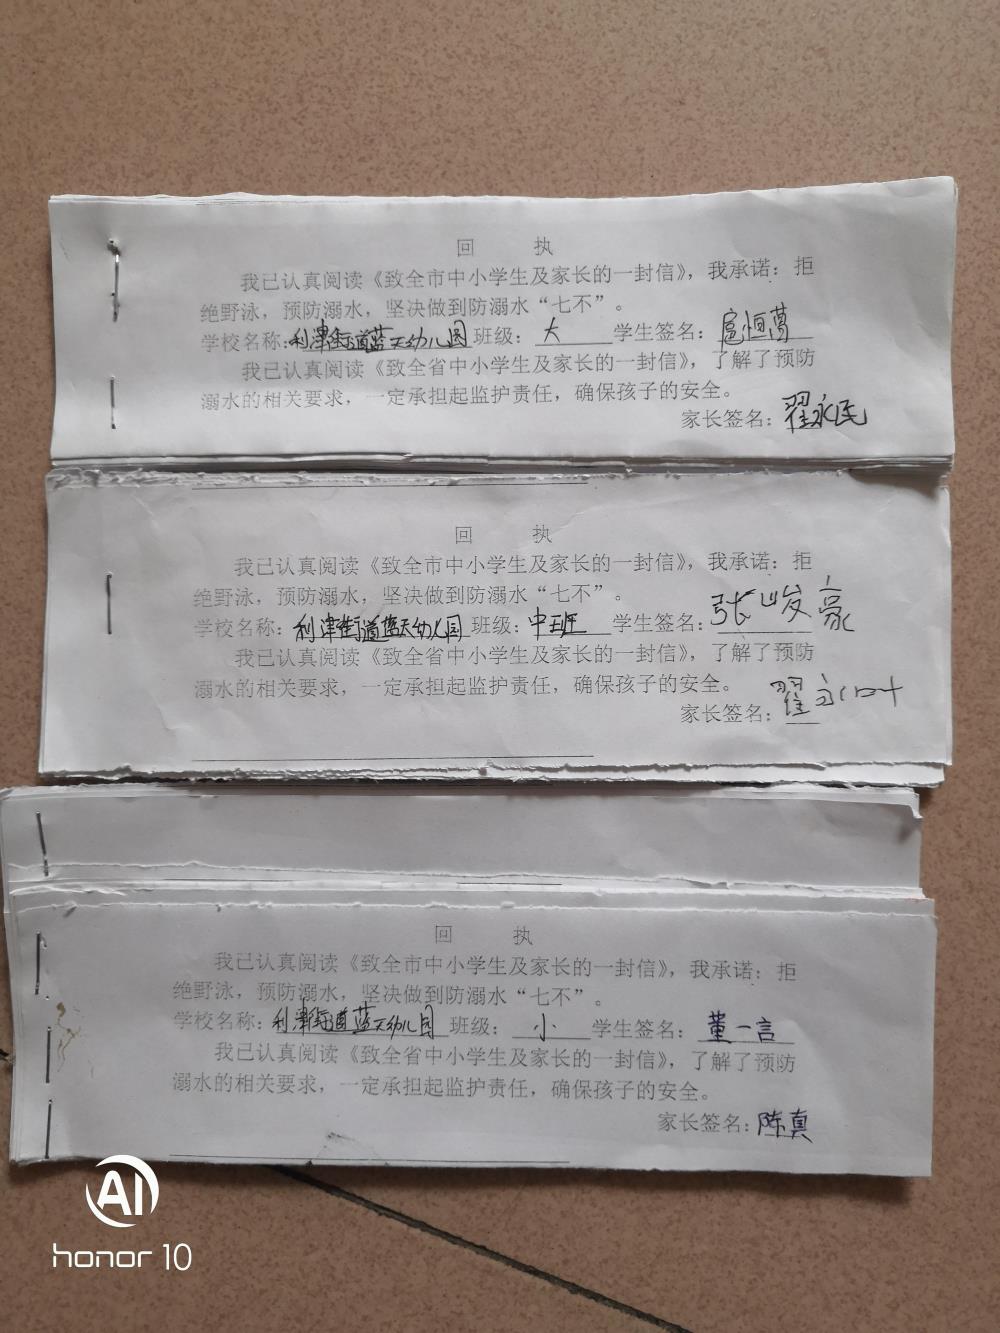 回 执
我已认真阅读《致全市中小学生及家长的一封信》，我承诺：拒
绝野泳，预防溺水，坚决做到防溺水“七不”。
学校名称：利津街道蓝天幼儿园 班级：大 学生签名：扈恒萬
我已认真阅读《致全省中小学生及家长的一封信》，了解了预防
溺水的相关要求，一定承担起监护责任，确保孩子的安全。
家长签名：翟永民
回 执
我已认真阅读《致全市中小学生及家长的一封信》，我承诺：拒
绝野泳，预防溺水，坚决做到防溺水“七不”。
学校名称：利津街道蓝天幼儿园 班级：中班 学生签名：张峻豪
我已认真阅读《致全省中小学生及家长的一封信》，了解了预防
溺水的相关要求，一定承担起监护责任，确保孩子的安全。
家长签名：翟
回 执
我已认真阅读《致全市中小学生及家长的一封信》，我承诺：拒
绝野泳，预防溺水，坚决做到防溺水“七不”。
学校名称：利津街道蓝天幼儿园 班级：小 学生签名：董一言
我已认真阅读《致全省中小学生及家长的一封信》，了解了预防
溺水的相关要求，一定承担起监护责任，确保孩子的安全。
家长签名：陈真
AI
honor 10